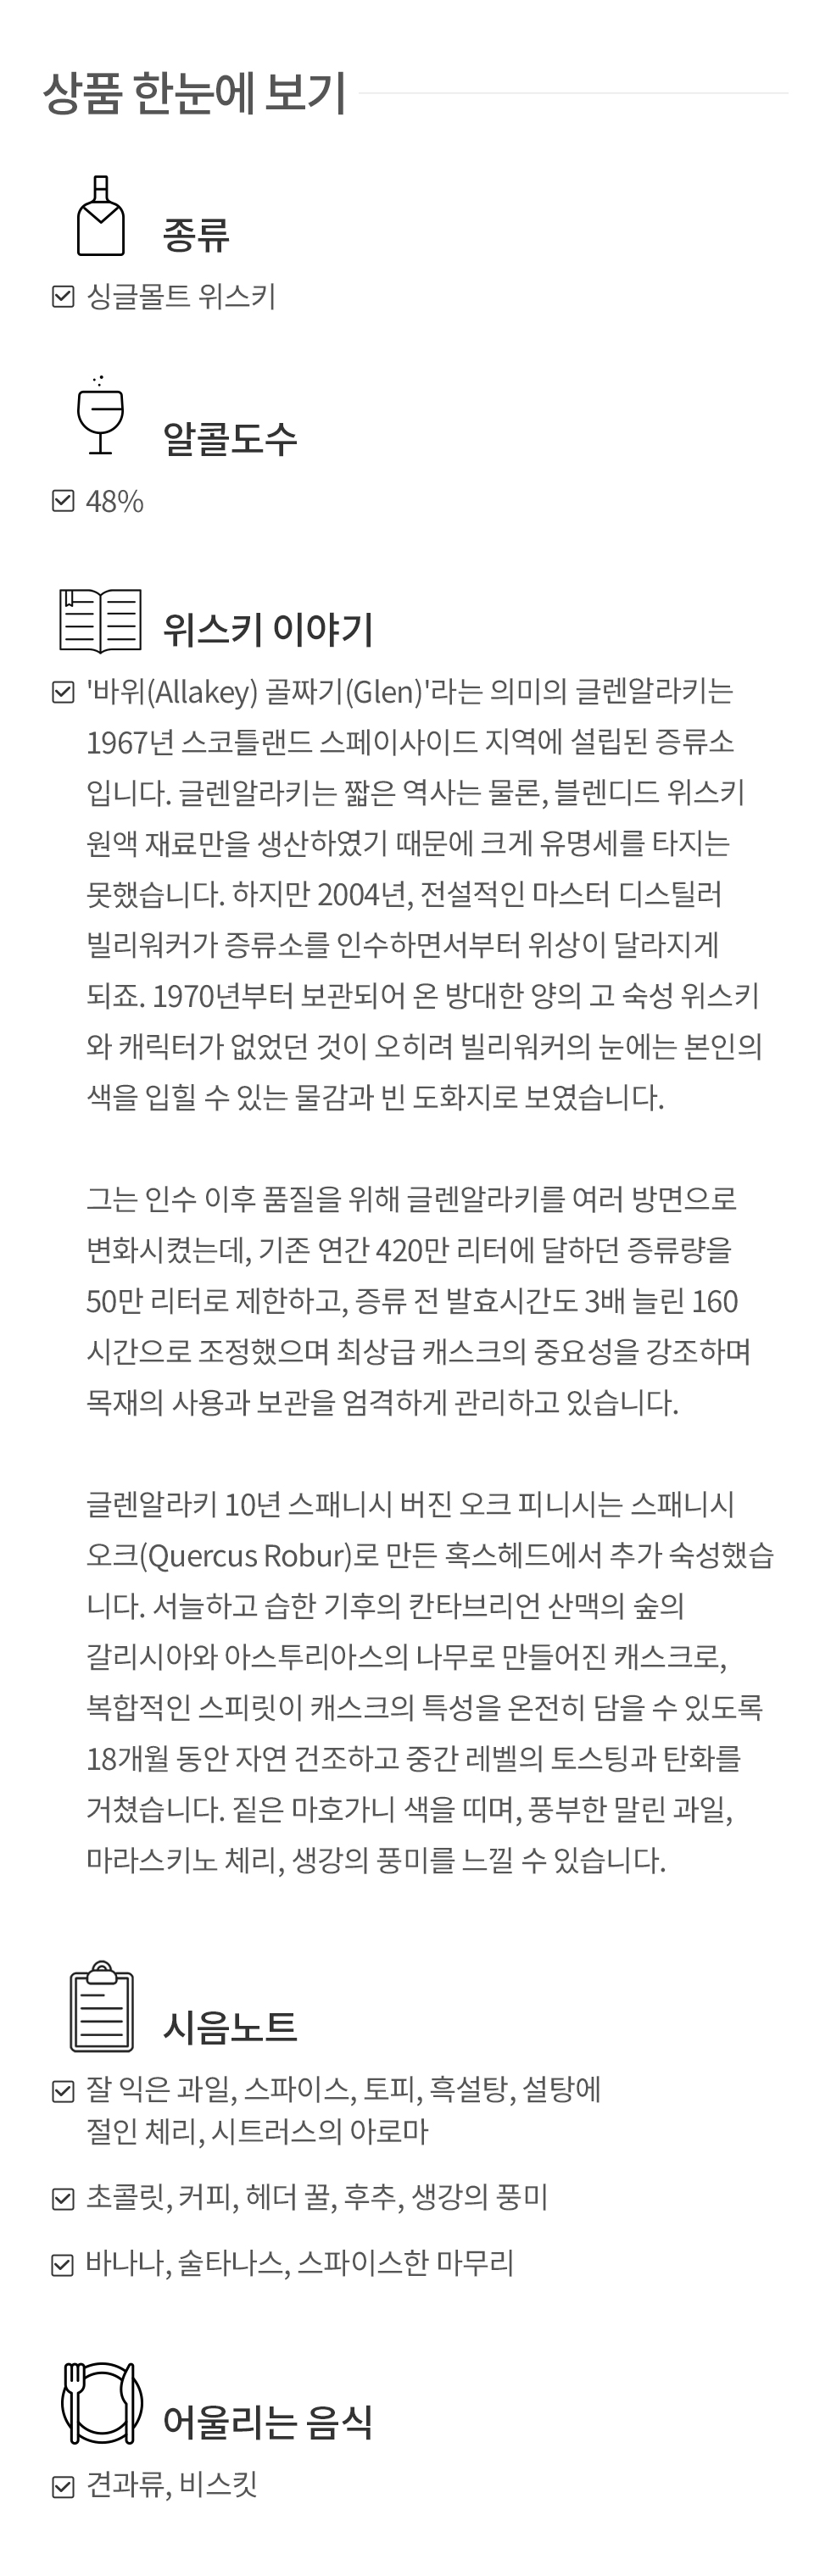 상품 한눈에 보기
종류
싱글몰트 위스키
알콜도수
48%
위스키 이야기
'바위(Allakey) 골짜기(Glen)'라는 의미의 글렌알라키는
1967년 스코틀랜드 스페이사이드 지역에 설립된 증류소
입니다. 글렌알라키는 짧은 역사는 물론, 블렌디드 위스키
원액 재료만을 생산하였기 때문에 크게 유명세를 타지는
못했습니다. 하지만 2004년, 전설적인 마스터 디스틸러
빌리워커가 증류소를 인수하면서부터 위상이 달라지게
되죠. 1970년부터 보관되어 온 방대한 양의 고 숙성 위스키
와 캐릭터가 없었던 것이 오히려 빌리워커의 눈에는 본인의
색을 입힐 수 있는 물감과 빈 도화지로 보였습니다.
그는 인수 이후 품질을 위해 글렌알라키를 여러 방면으로
변화시켰는데, 기존 연간 420만 리터에 달하던 증류량을
50만 리터로 제한하고, 증류 전 발효시간도 3배 늘린 160
시간으로 조정했으며 최상급 캐스크의 중요성을 강조하며
목재의 사용과 보관을 엄격하게 관리하고 있습니다.
글렌알라키 10년 스패니시 버진 오크 피니시는 스패니시
오크(Quercus Robur)로 만든 혹스헤드에서 추가 숙성했습
니다. 서늘하고 습한 기후의 칸타브리언 산맥의 숲의
갈리시아와 아스투리아스의 나무로 만들어진 캐스크로,
복합적인 스피릿이 캐스크의 특성을 온전히 담을 수 있도록
18개월 동안 자연 건조하고 중간 레벨의 토스팅과 탄화를
거쳤습니다. 짙은 마호가니 색을 띠며, 풍부한 말린 과일,
마라스키노 체리, 생강의 풍미를 느낄 수 있습니다.
시음노트
잘 익은 과일, 스파이스, 토피, 흑설탕, 설탕에
절인 체리, 시트러스의 아로마
초콜릿, 커피, 헤더 꿀, 후추, 생강의 풍미
바나나, 술타나스, 스파이스한 마무리
어울리는 음식
견과류, 비스킷